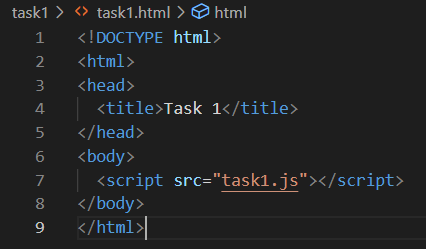 task1 > <> task1.html > html
1 <!DOCTYPE html>
2 <html>
3 <head>
4 <title>Task 1</title>
5 </head>
6 <body>
7 <script src="task1.js"></script>
8 </body>
9 </html>